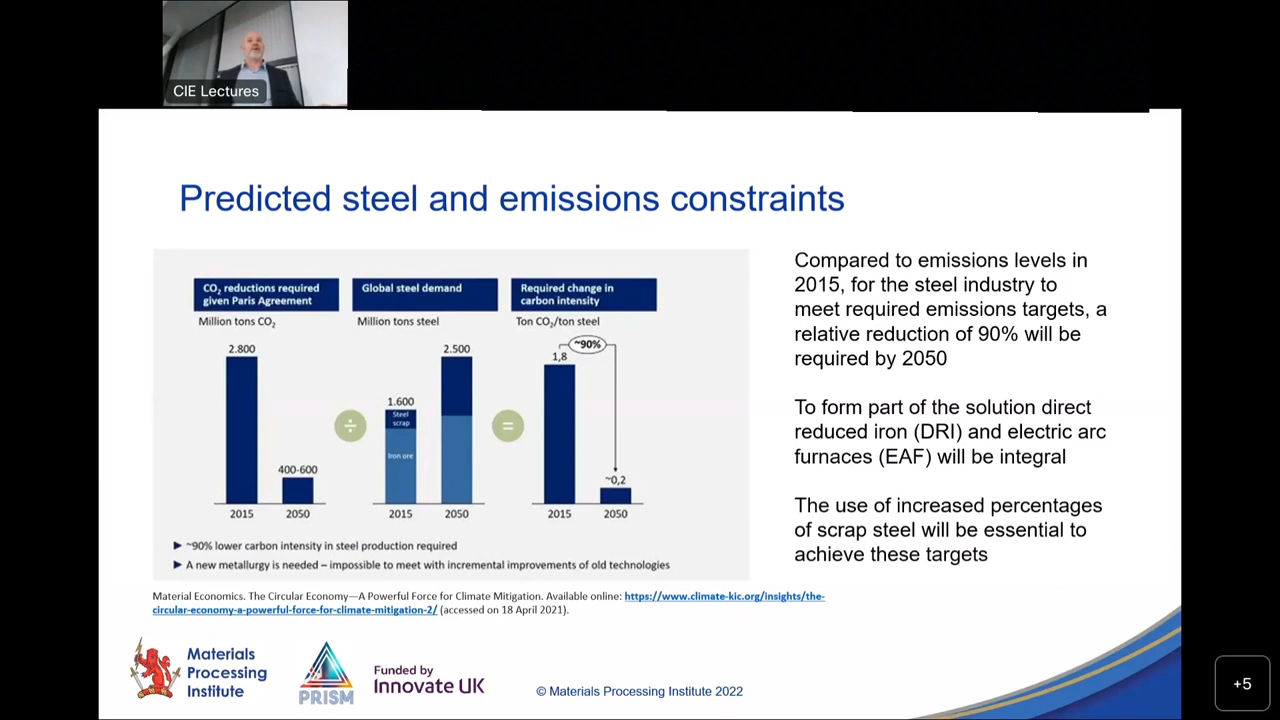 CIE Lectures
Predicted steel and emissions constraints
CO₂ reductions required
given Paris Agreement
Million tons CO₂
2.800
400-600
2015
2050
÷
Global steel demand
Million tons steel
1.600
Steel
scrap
Iron ore
2.500
2015
2050
=
Required change in
carbon intensity
Ton CO₂/ton steel
~90%
1,8
~0,2
2015
2050
► ~90% lower carbon intensity in steel production required
► A new metallurgy is needed – impossible to meet with incremental improvements of old technologies
Compared to emissions levels in
2015, for the steel industry to
meet required emissions targets, a
relative reduction of 90% will be
required by 2050
To form part of the solution direct
reduced iron (DRI) and electric arc
furnaces (EAF) will be integral
The use of increased percentages
of scrap steel will be essential to
achieve these targets
Material Economics. The Circular Economy—A Powerful Force for Climate Mitigation. Available online: https://www.climate-kic.org/insights/the-
circular-economy-a-powerful-force-for-climate-mitigation-2/ (accessed on 18 April 2021).
Materials
Processing
Institute
PRISM
Funded by
Innovate UK
© Materials Processing Institute 2022
+5